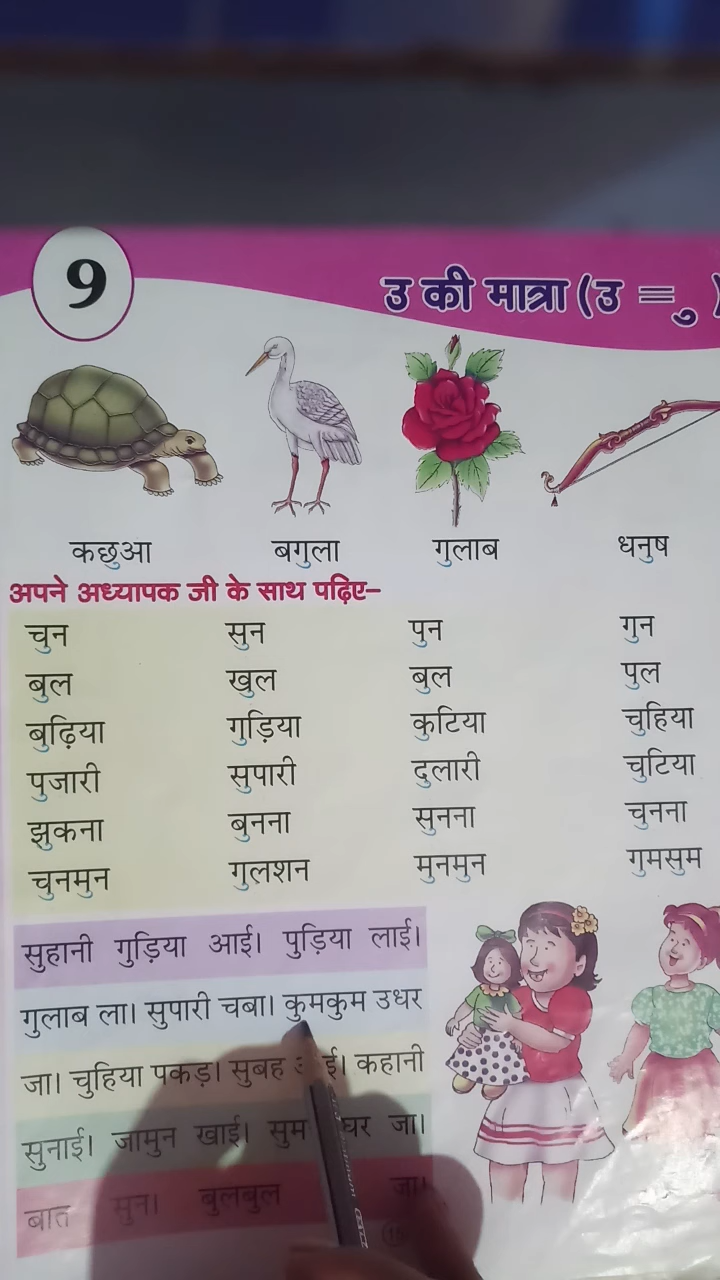 9
उ की मात्रा (उ = ु )
कछुआ बगुला गुलाब धनुष
अपने अध्यापक जी के साथ पढ़िए–
चुन सुन पुन गुन
बुल खुल बुल पुल
बुढ़िया गुड़िया कुटिया चुहिया
पुजारी सुपारी दुलारी चुटिया
झुकना बुनना सुनना चुनना
चुनमुन गुलशन मुनमुन गुमसुम
सुहानी गुड़िया आई। पुड़िया लाई।
गुलाब ला। सुपारी चबा। कुमकुम उधर
जा। चुहिया पकड़। सुबह कहानी
सुनाई। जामुन खाई। जा।
बात सुन। बुलबुल जा।